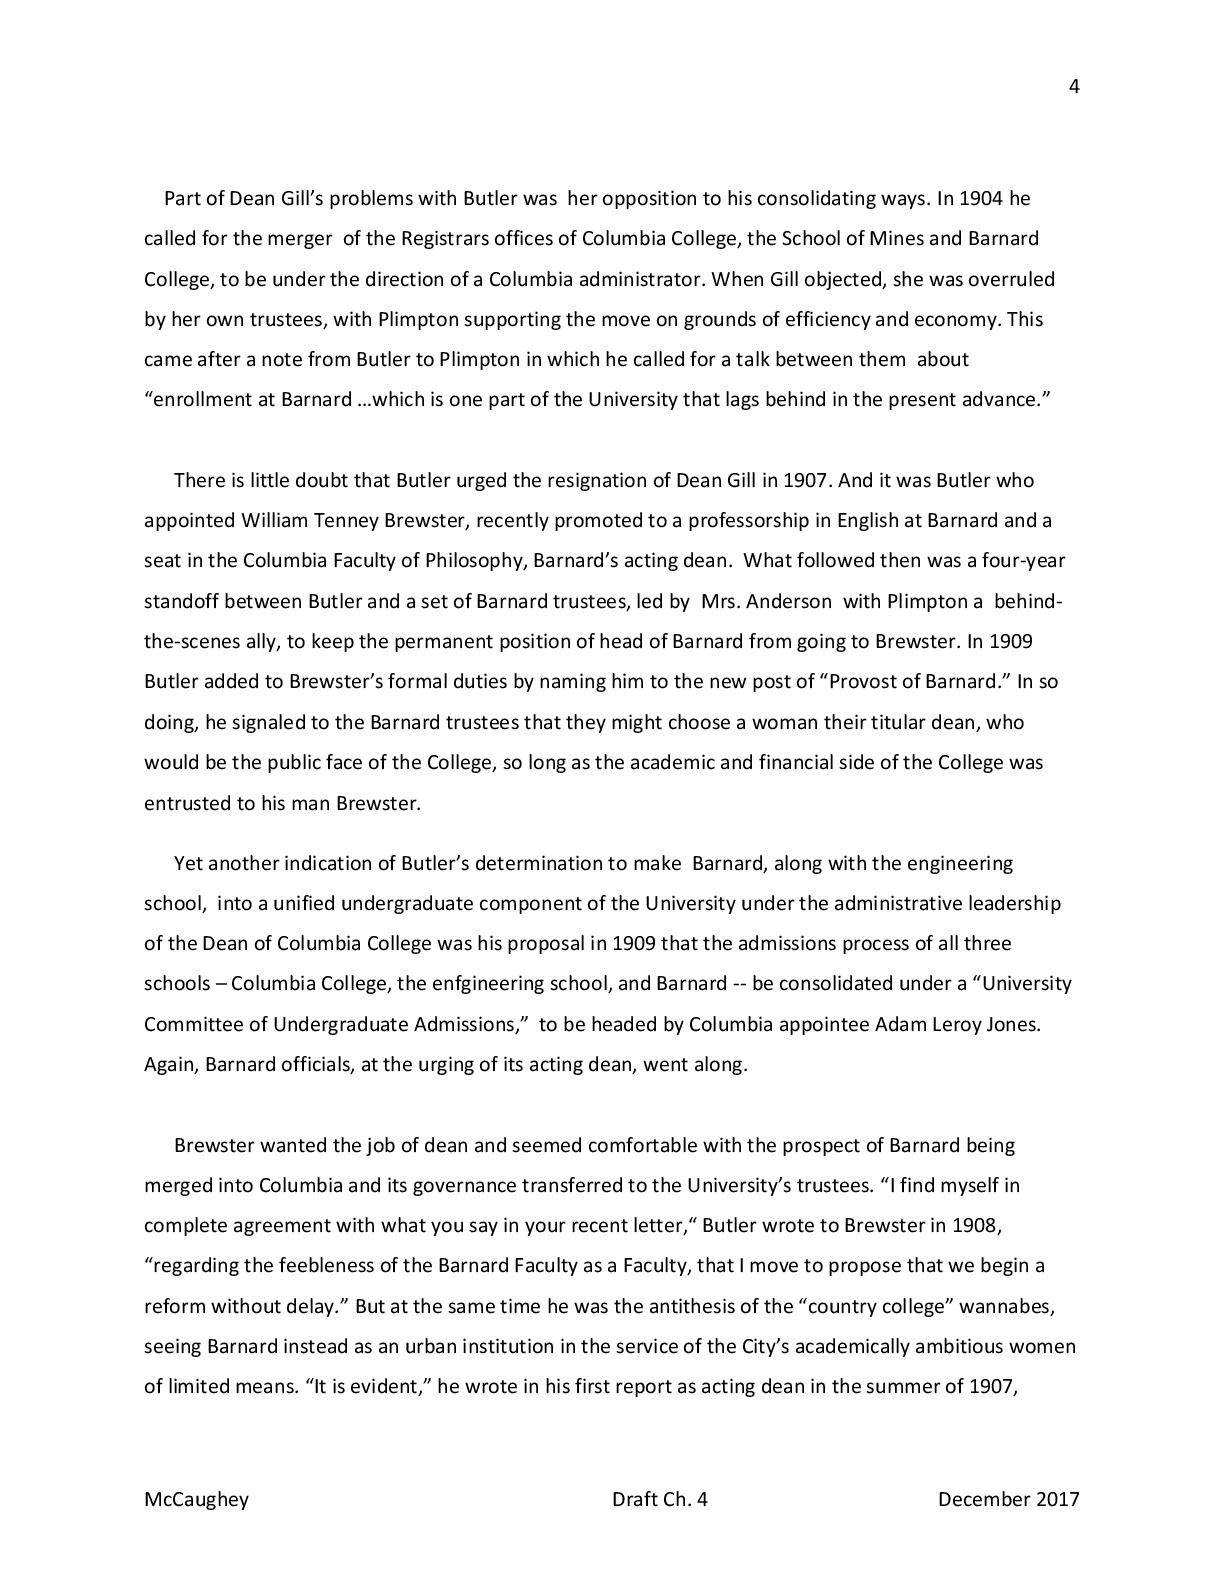 4
Part of Dean Gill’s problems with Butler was  her opposition to his consolidating ways. In 1904 he
called for the merger  of the Registrars offices of Columbia College, the School of Mines and Barnard
College, to be under the direction of a Columbia administrator. When Gill objected, she was overruled
by her own trustees, with Plimpton supporting the move on grounds of efficiency and economy. This
came after a note from Butler to Plimpton in which he called for a talk between them  about
“enrollment at Barnard …which is one part of the University that lags behind in the present advance.”
There is little doubt that Butler urged the resignation of Dean Gill in 1907. And it was Butler who
appointed William Tenney Brewster, recently promoted to a professorship in English at Barnard and a
seat in the Columbia Faculty of Philosophy, Barnard’s acting dean.  What followed then was a four-year
standoff between Butler and a set of Barnard trustees, led by  Mrs. Anderson  with Plimpton a  behind-
the-scenes ally, to keep the permanent position of head of Barnard from going to Brewster. In 1909
Butler added to Brewster’s formal duties by naming him to the new post of “Provost of Barnard.” In so
doing, he signaled to the Barnard trustees that they might choose a woman their titular dean, who
would be the public face of the College, so long as the academic and financial side of the College was
entrusted to his man Brewster.
Yet another indication of Butler’s determination to make  Barnard, along with the engineering
school,  into a unified undergraduate component of the University under the administrative leadership
of the Dean of Columbia College was his proposal in 1909 that the admissions process of all three
schools – Columbia College, the enfgineering school, and Barnard -- be consolidated under a “University
Committee of Undergraduate Admissions,”  to be headed by Columbia appointee Adam Leroy Jones.
Again, Barnard officials, at the urging of its acting dean, went along.
Brewster wanted the job of dean and seemed comfortable with the prospect of Barnard being
merged into Columbia and its governance transferred to the University’s trustees. “I find myself in
complete agreement with what you say in your recent letter,“ Butler wrote to Brewster in 1908,
“regarding the feebleness of the Barnard Faculty as a Faculty, that I move to propose that we begin a
reform without delay.” But at the same time he was the antithesis of the “country college” wannabes,
seeing Barnard instead as an urban institution in the service of the City’s academically ambitious women
of limited means. “It is evident,” he wrote in his first report as acting dean in the summer of 1907,
McCaughey Draft Ch. 4 December 2017